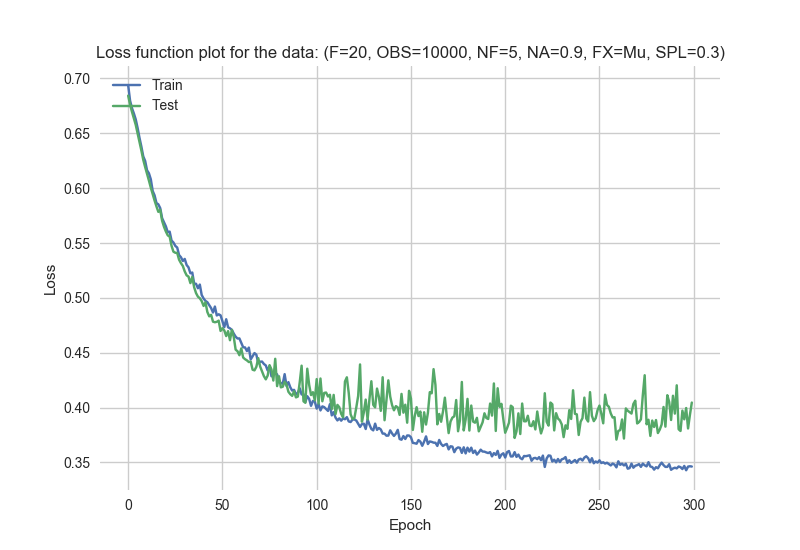 Loss function plot for the data: (F=20, OBS=10000, NF=5, NA=0.9, FX=Mu, SPL=0.3)
Train
Test
0.70
0.65
0.60
0.55
0.50
0.45
0.40
0.35
Loss
0 50 100 150 200 250 300
Epoch